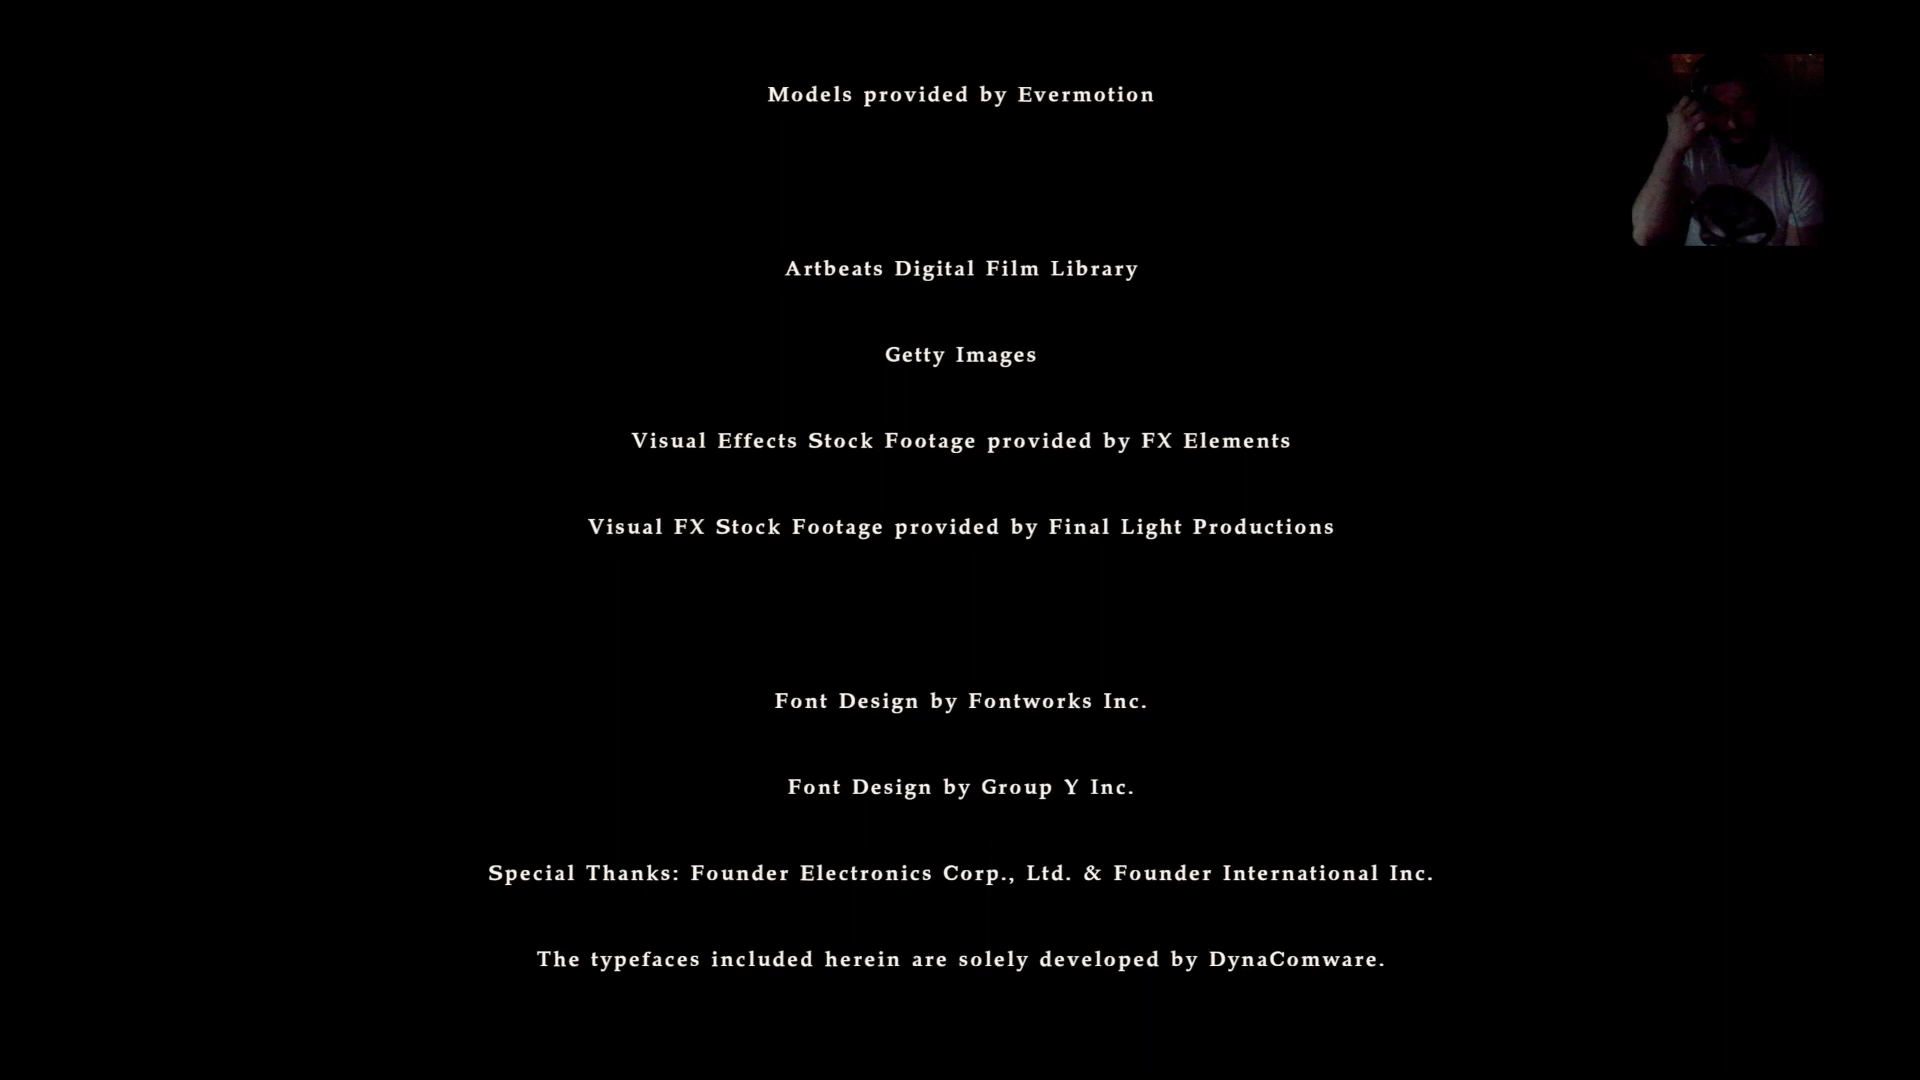 Models provided by Evermotion
Artbeats Digital Film Library
Getty Images
Visual Effects Stock Footage provided by FX Elements
Visual FX Stock Footage provided by Final Light Productions
Font Design by Fontworks Inc.
Font Design by Group Y Inc.
Special Thanks: Founder Electronics Corp., Ltd. & Founder International Inc.
The typefaces included herein are solely developed by DynaComware.